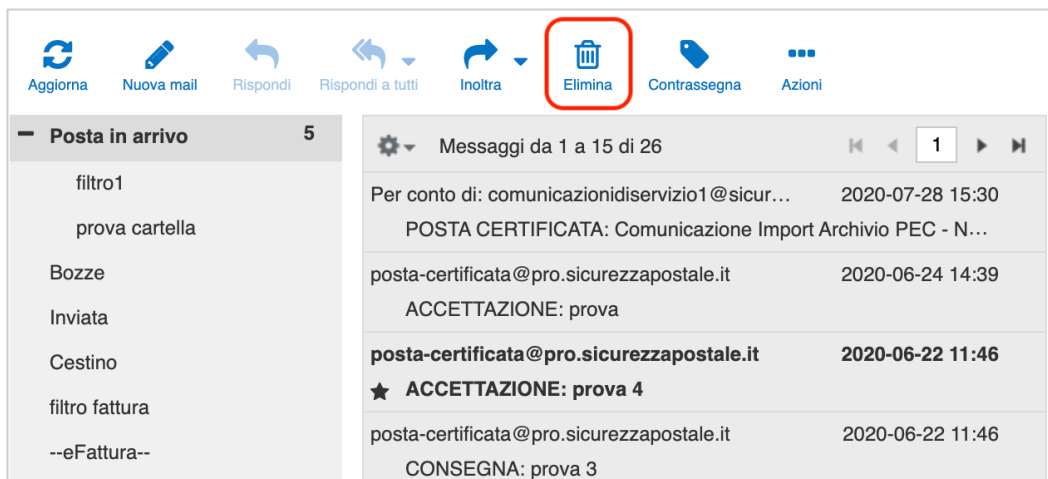 Aggiorna Nuova mail Rispondi Rispondi a tutti Inoltra Elimina Contrassegna Azioni
Posta in arrivo 5
filtro1
prova cartella
Bozze
Inviata
Cestino
filtro fattura
--eFattura--
Messaggi da 1 a 15 di 26 1
Per conto di: comunicazionidiservizio1@sicur... 2020-07-28 15:30
POSTA CERTIFICATA: Comunicazione Import Archivio PEC - N...
posta-certificata@pro.sicurezzapostale.it 2020-06-24 14:39
ACCETTAZIONE: prova
posta-certificata@pro.sicurezzapostale.it 2020-06-22 11:46
ACCETTAZIONE: prova 4
posta-certificata@pro.sicurezzapostale.it 2020-06-22 11:46
CONSEGNA: prova 3